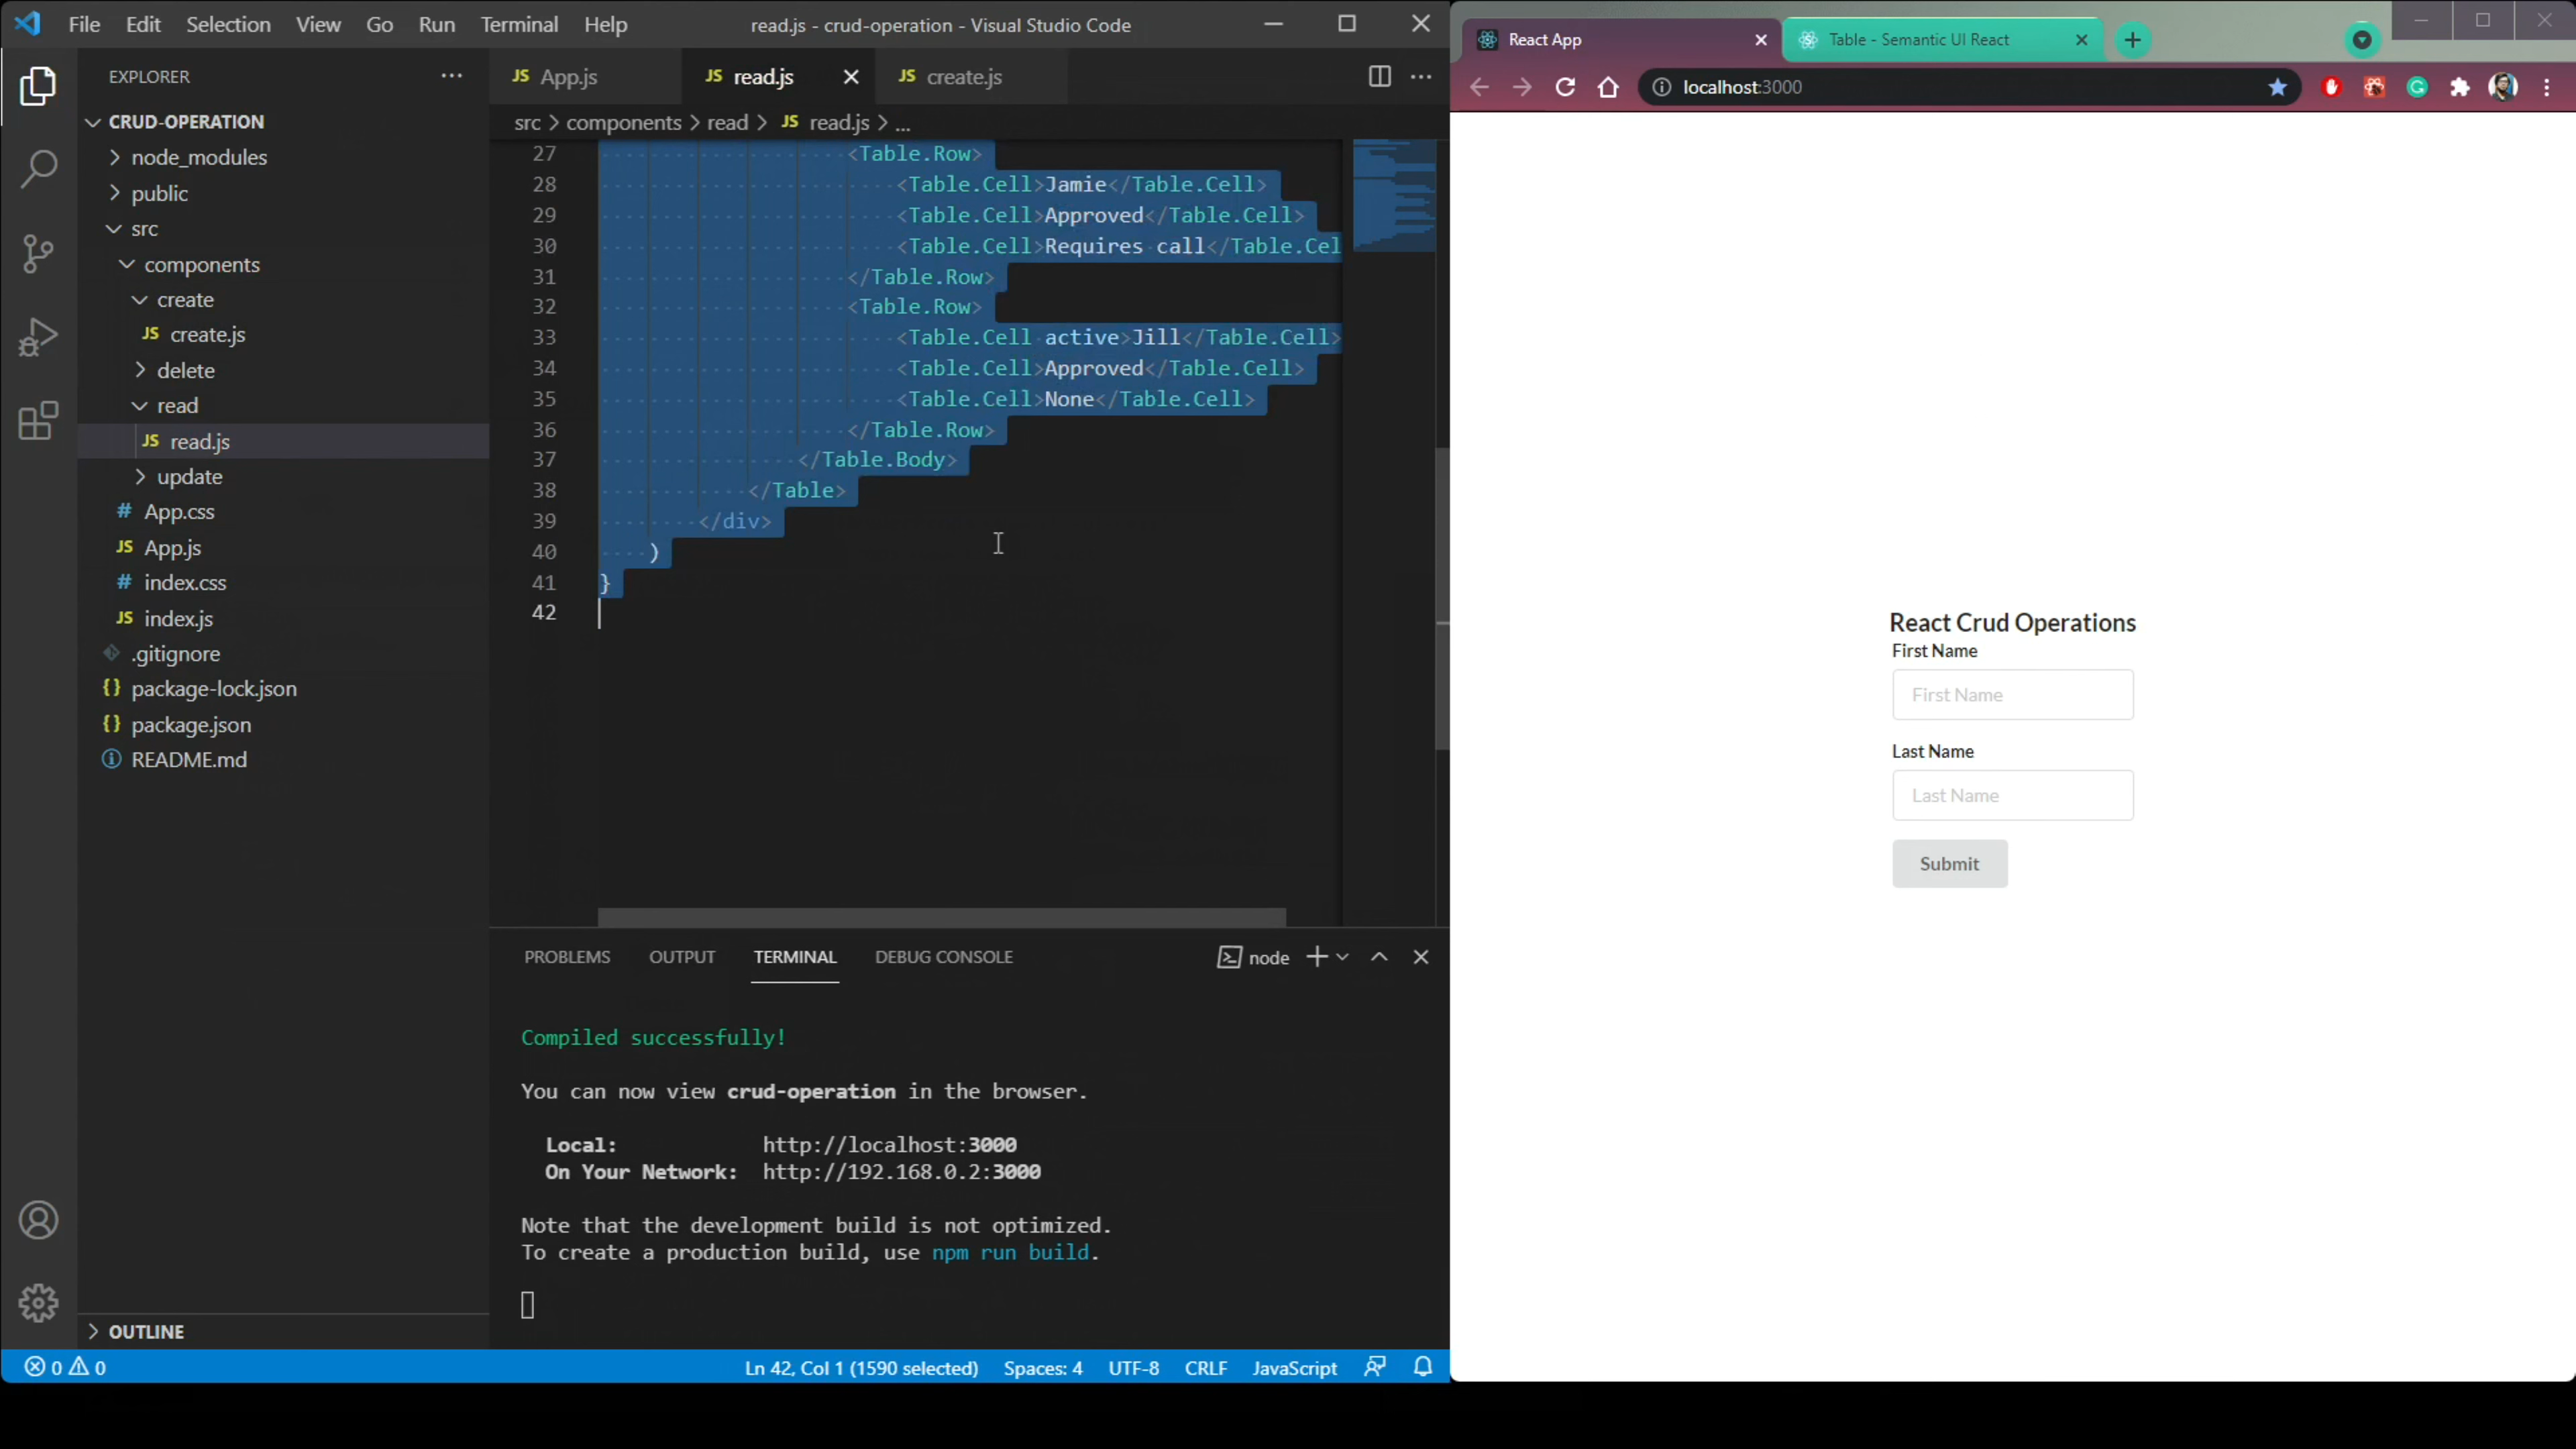 File Edit Selection View Go Run Terminal Help
read.js - crud-operation - Visual Studio Code
EXPLORER
CRUD-OPERATION
node_modules
public
src
components
create
JS create.js
delete
read
JS read.js
update
# App.css
JS App.js
# index.css
JS index.js
.gitignore
{} package-lock.json
{} package.json
README.md
OUTLINE
JS App.js
JS read.js
JS create.js
src > components > read > JS read.js > ...
27 <Table.Row>
28 <Table.Cell>Jamie</Table.Cell>
29 <Table.Cell>Approved</Table.Cell>
30 <Table.Cell>Requires call</Table.Cel
31 </Table.Row>
32 <Table.Row>
33 <Table.Cell active>Jill</Table.Cell>
34 <Table.Cell>Approved</Table.Cell>
35 <Table.Cell>None</Table.Cell>
36 </Table.Row>
37 </Table.Body>
38 </Table>
39 </div>
40 )
41 }
42
PROBLEMS OUTPUT TERMINAL DEBUG CONSOLE
node
Compiled successfully!
You can now view crud-operation in the browser.
Local: http://localhost:3000
On Your Network: http://192.168.0.2:3000
Note that the development build is not optimized.
To create a production build, use npm run build.
0 0
Ln 42, Col 1 (1590 selected) Spaces: 4 UTF-8 CRLF JavaScript
React App
Table - Semantic UI React
localhost:3000
React Crud Operations
First Name
First Name
Last Name
Last Name
Submit